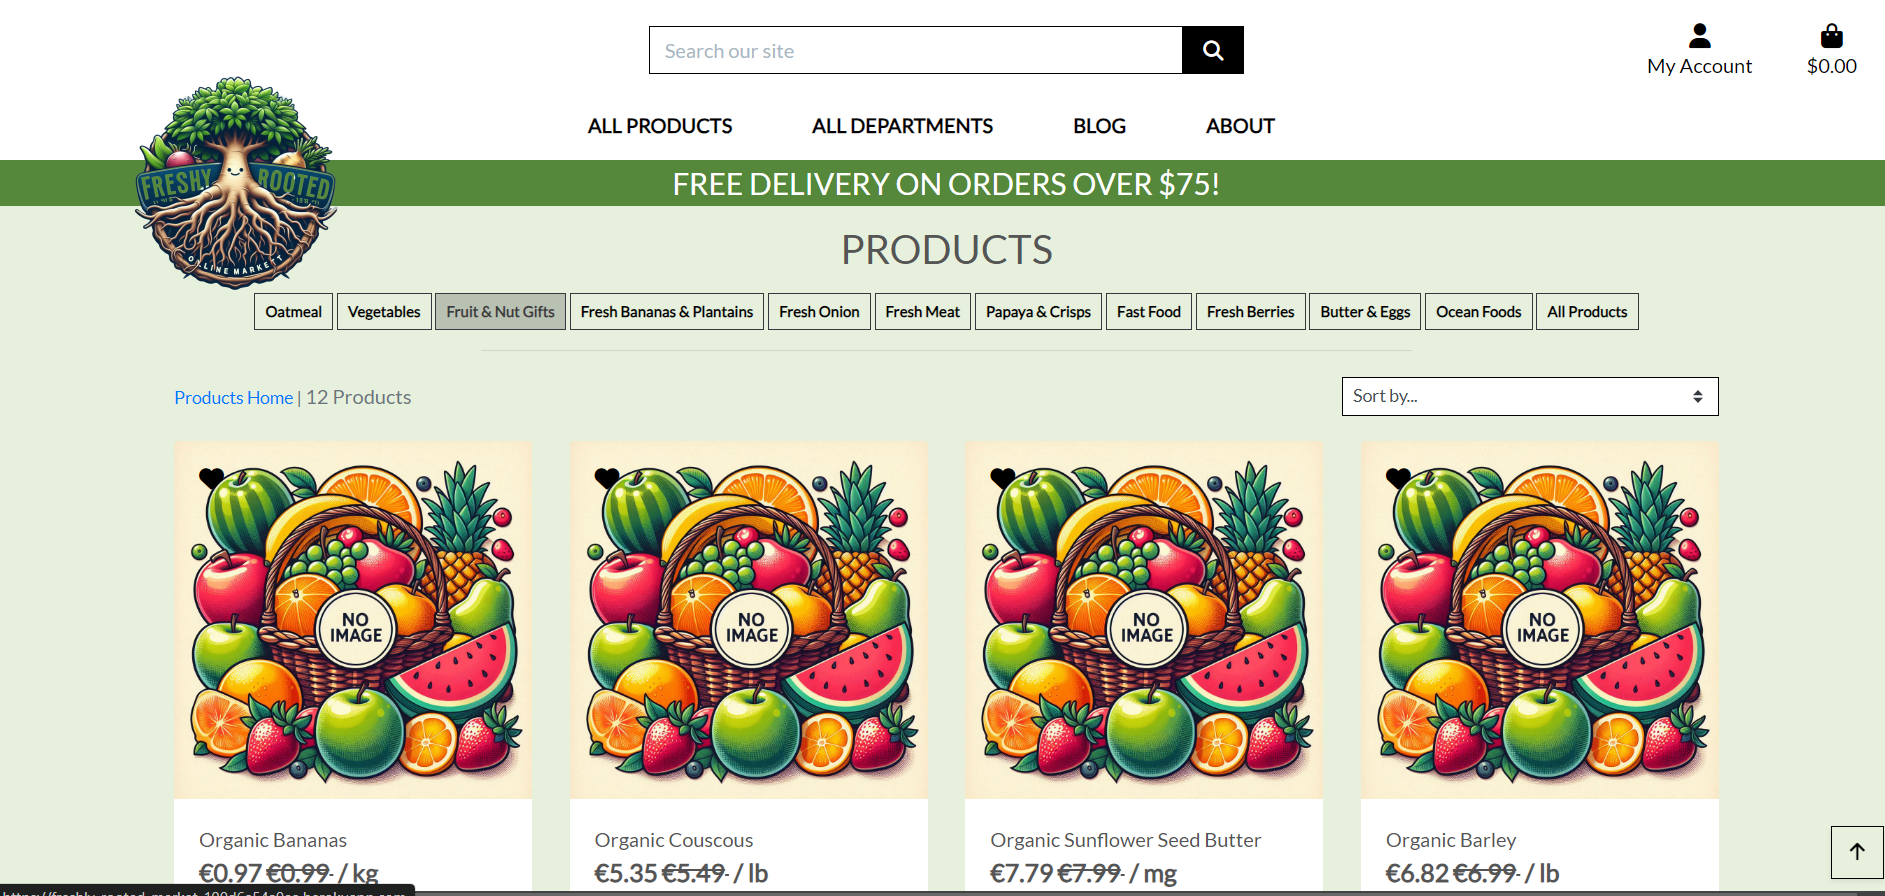 Search our site
My Account
$0.00
ALL PRODUCTS ALL DEPARTMENTS BLOG ABOUT
FRESHY ROOTED
FREE DELIVERY ON ORDERS OVER $75!
PRODUCTS
Oatmeal Vegetables Fruit & Nut Gifts Fresh Bananas & Plantains Fresh Onion Fresh Meat Papaya & Crisps Fast Food Fresh Berries Butter & Eggs Ocean Foods All Products
Products Home | 12 Products
Sort by...
NO IMAGE
NO IMAGE
NO IMAGE
NO IMAGE
Organic Bananas
€0.97 €0.99 / kg
Organic Couscous
€5.35 €5.49 / lb
Organic Sunflower Seed Butter
€7.79 €7.99 / mg
Organic Barley
€6.82 €6.99 / lb